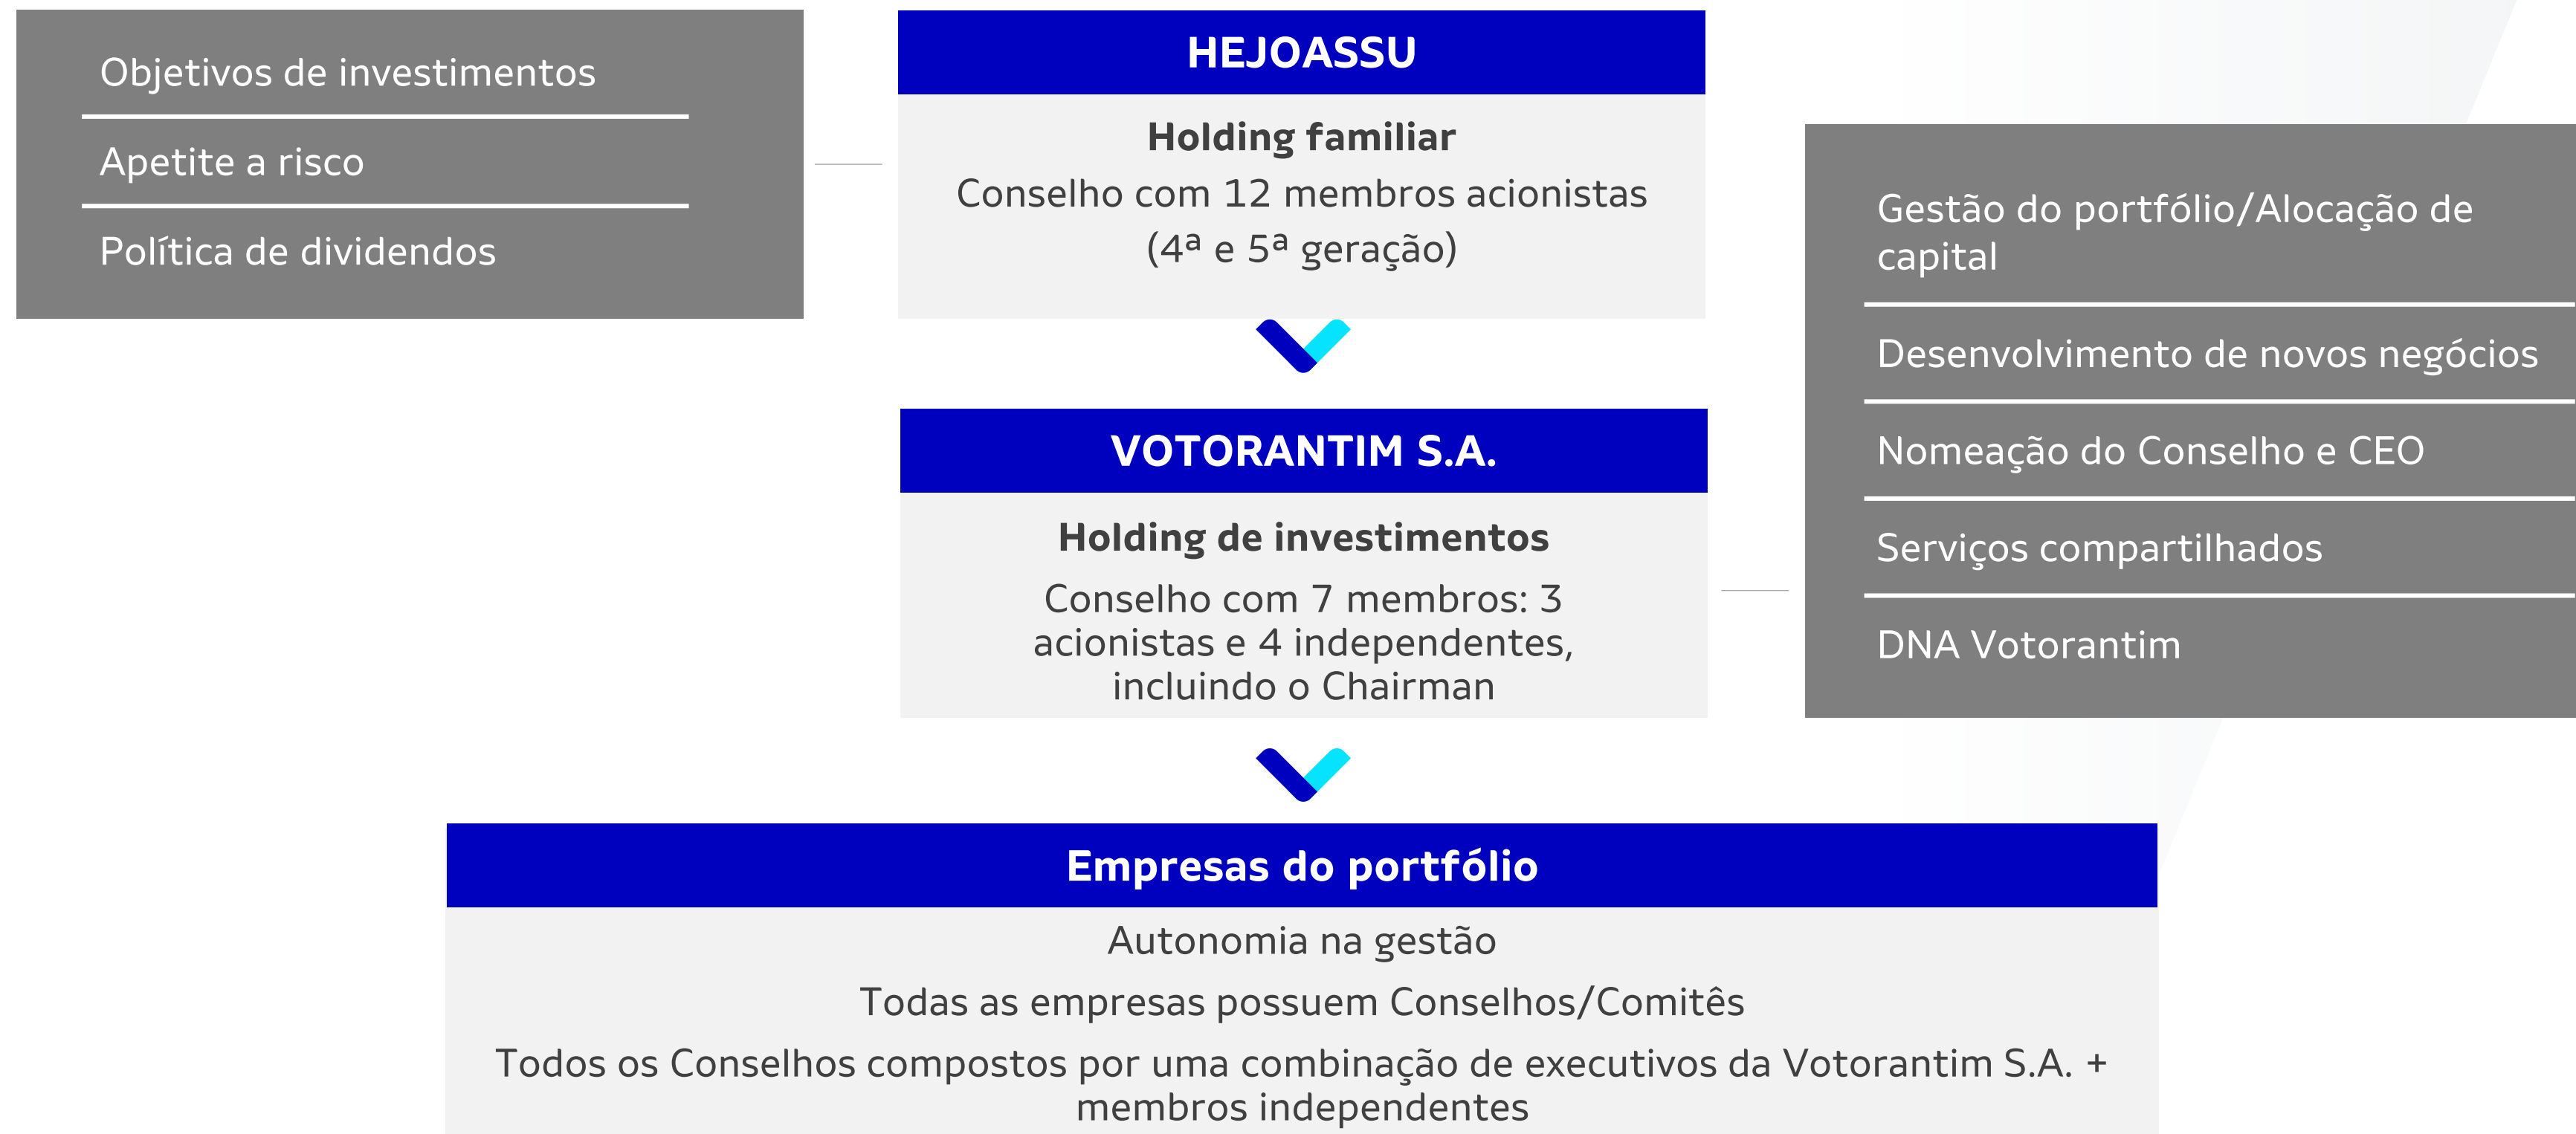 Objetivos de investimentos
Apetite a risco
Política de dividendos
HEJOASSU
Holding familiar
Conselho com 12 membros acionistas
(4ª e 5ª geração)
Gestão do portfólio/Alocação de
capital
Desenvolvimento de novos negócios
Nomeação do Conselho e CEO
Serviços compartilhados
DNA Votorantim
VOTORANTIM S.A.
Holding de investimentos
Conselho com 7 membros: 3
acionistas e 4 independentes,
incluindo o Chairman
Empresas do portfólio
Autonomia na gestão
Todas as empresas possuem Conselhos/Comitês
Todos os Conselhos compostos por uma combinação de executivos da Votorantim S.A. +
membros independentes